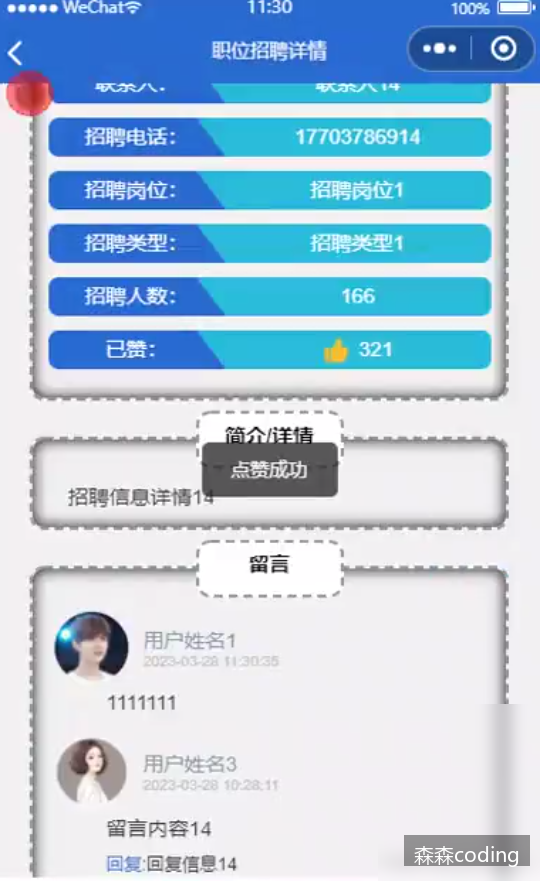 WeChat 11:30 100%
职位招聘详情
联系人: 联系人14
招聘电话: 17703786914
招聘岗位: 招聘岗位1
招聘类型: 招聘类型1
招聘人数: 166
已赞: 321
简介/详情
点赞成功
招聘信息详情14
留言
用户姓名1
2023-03-28 11:30:35
1111111
用户姓名3
2023-03-28 10:28:11
留言内容14
回复:回复信息14
森森coding